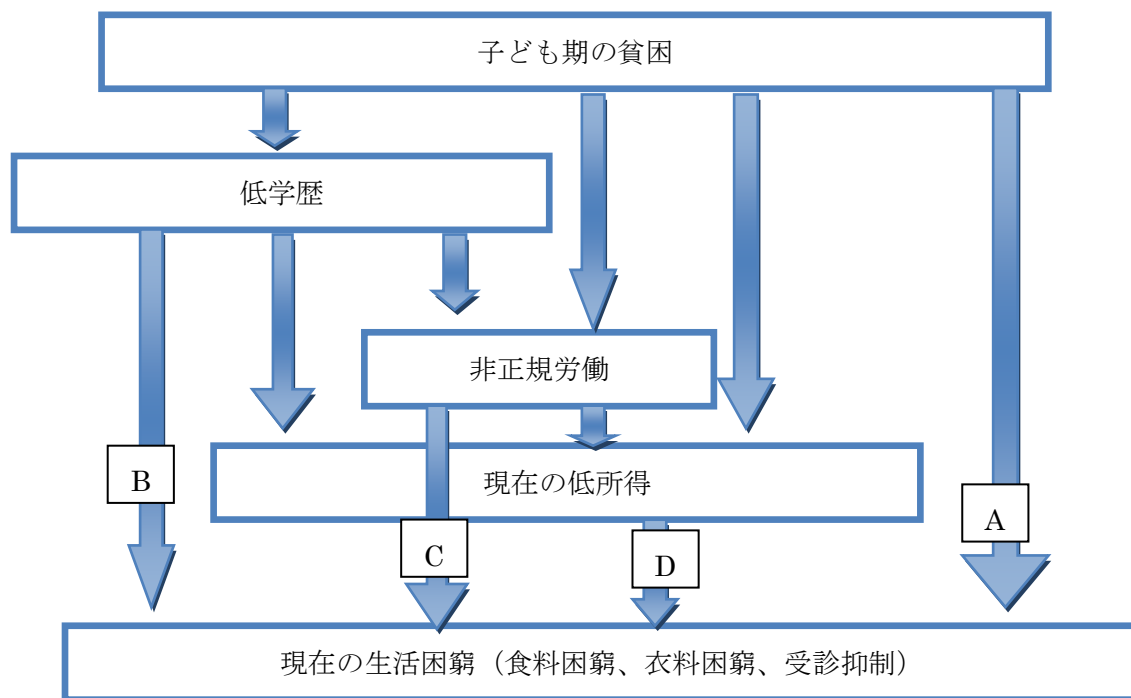 子ども期の貧困
低学歴
非正規労働
現在の低所得
B
A
C
D
現在の生活困窮（食料困窮、衣料困窮、受診抑制）